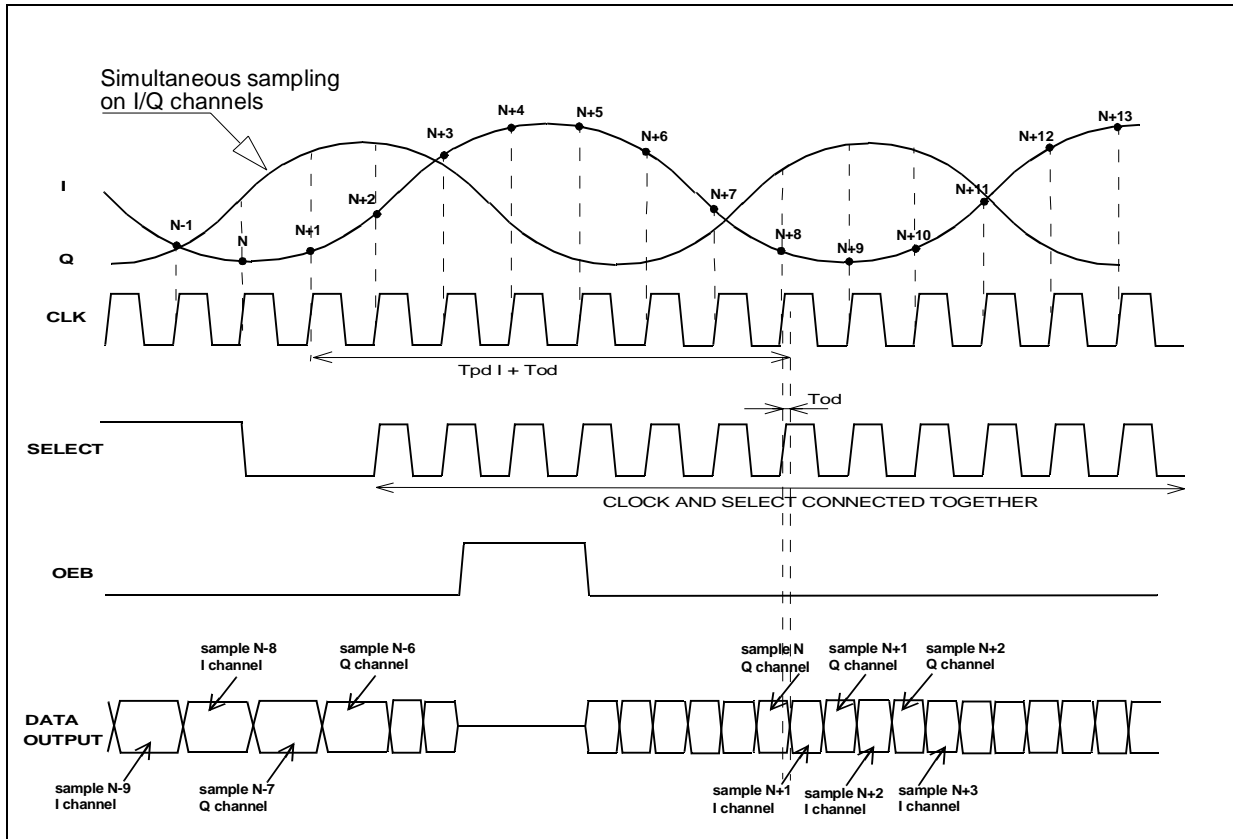 Simultaneous sampling
on I/Q channels
N+4
N+5
N+13
N+3
N+6
N+12
I
N+11
N+7
N+2
N-1
N
N+1
N+8
N+9
N+10
Q
CLK
Tpd I + Tod
Tod
SELECT
CLOCK AND SELECT CONNECTED TOGETHER
OEB
sample N-8
I channel
sample N-6
Q channel
sample N
Q channel
sample N+1
Q channel
sample N+2
Q channel
DATA
OUTPUT
sample N-9
I channel
sample N-7
Q channel
sample N+1
I channel
sample N+2
I channel
sample N+3
I channel